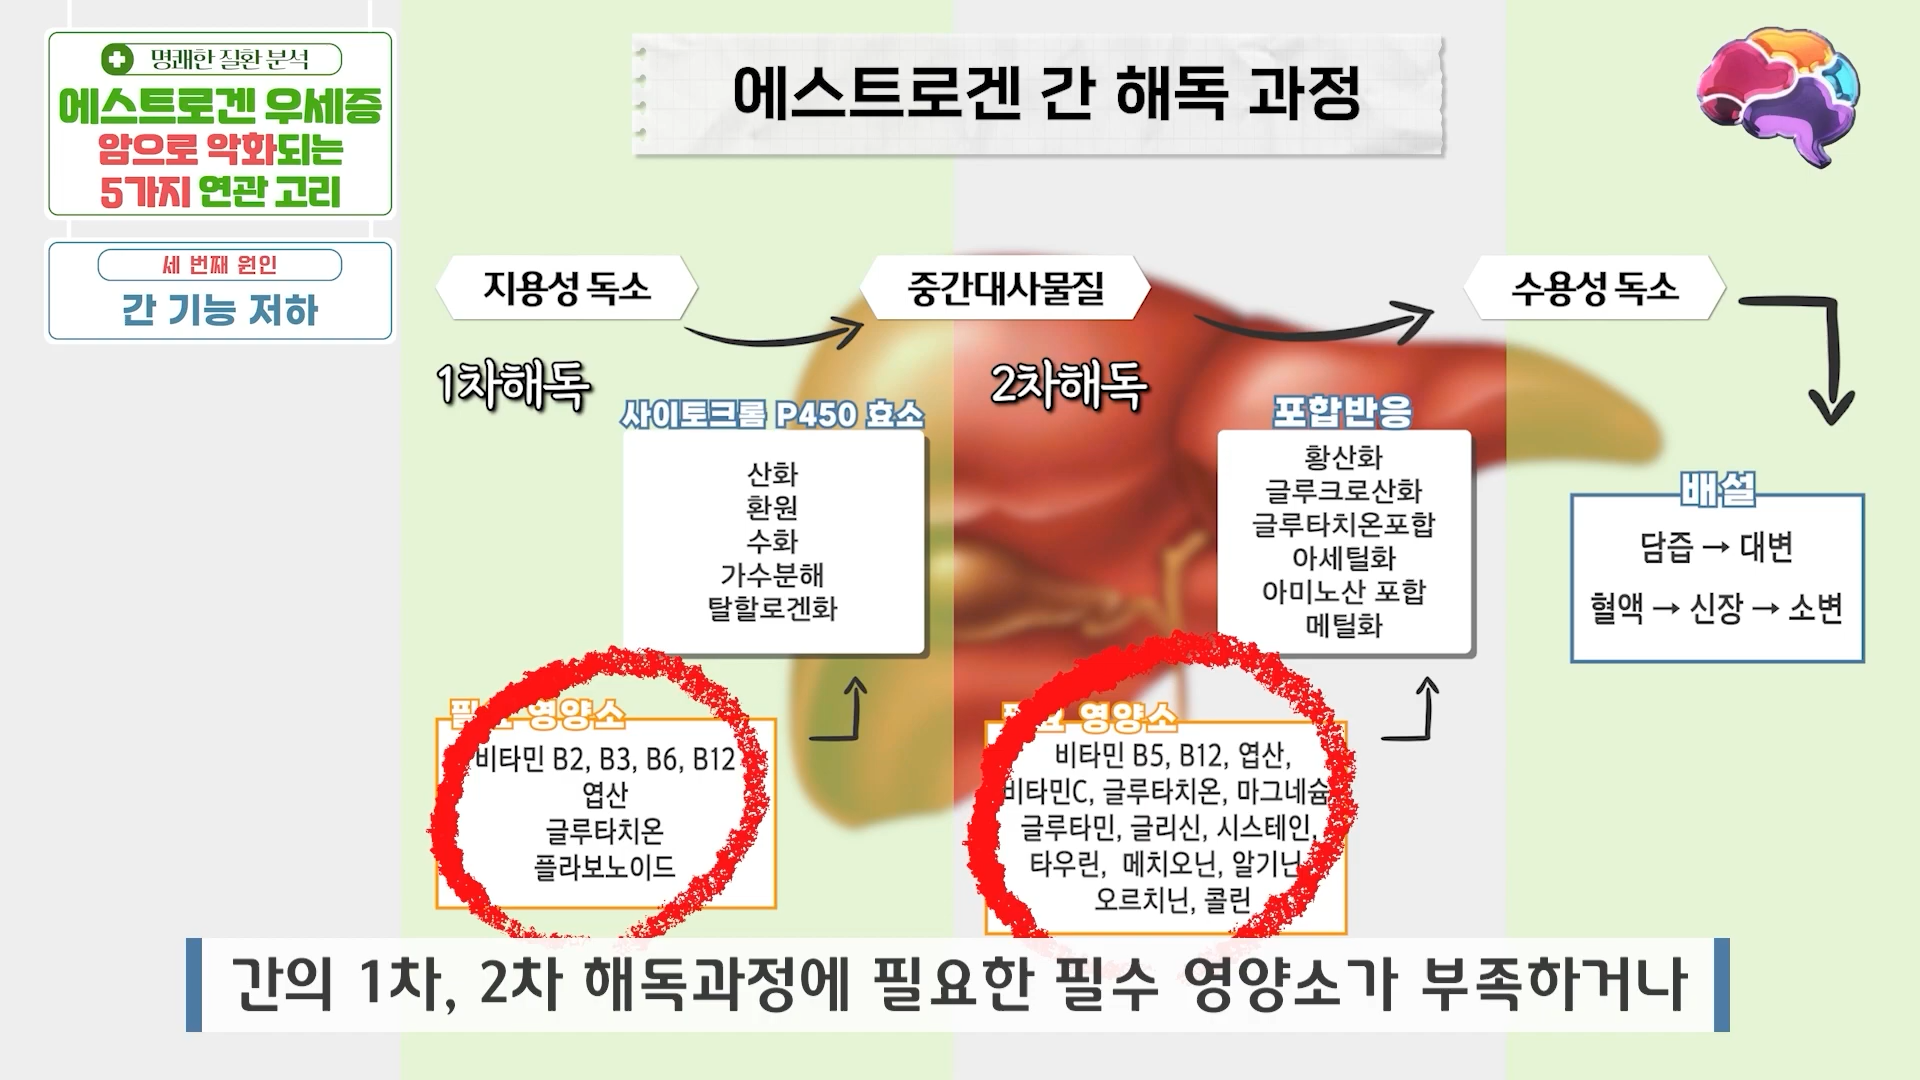 명쾌한 질환 분석
에스트로겐 우세증
암으로 악화되는
5가지 연관 고리
세 번째 원인
간 기능 저하
에스트로겐 간 해독 과정
지용성 독소
중간대사물질
수용성 독소
1차해독
사이토크롬 P450 효소
산화
환원
수화
가수분해
탈할로겐화
2차해독
포합반응
황산화
글루크로산화
글루타치온포합
아세틸화
아미노산 포합
메틸화
배설
담즙 → 대변
혈액 → 신장 → 소변
필요 영양소
비타민 B2, B3, B6, B12
엽산
글루타치온
플라보노이드
필요 영양소
비타민 B5, B12, 엽산,
비타민C, 글루타치온, 마그네슘
글루타민, 글리신, 시스테인,
타우린, 메치오닌, 알기닌
오르치닌, 콜린
간의 1차, 2차 해독과정에 필요한 필수 영양소가 부족하거나